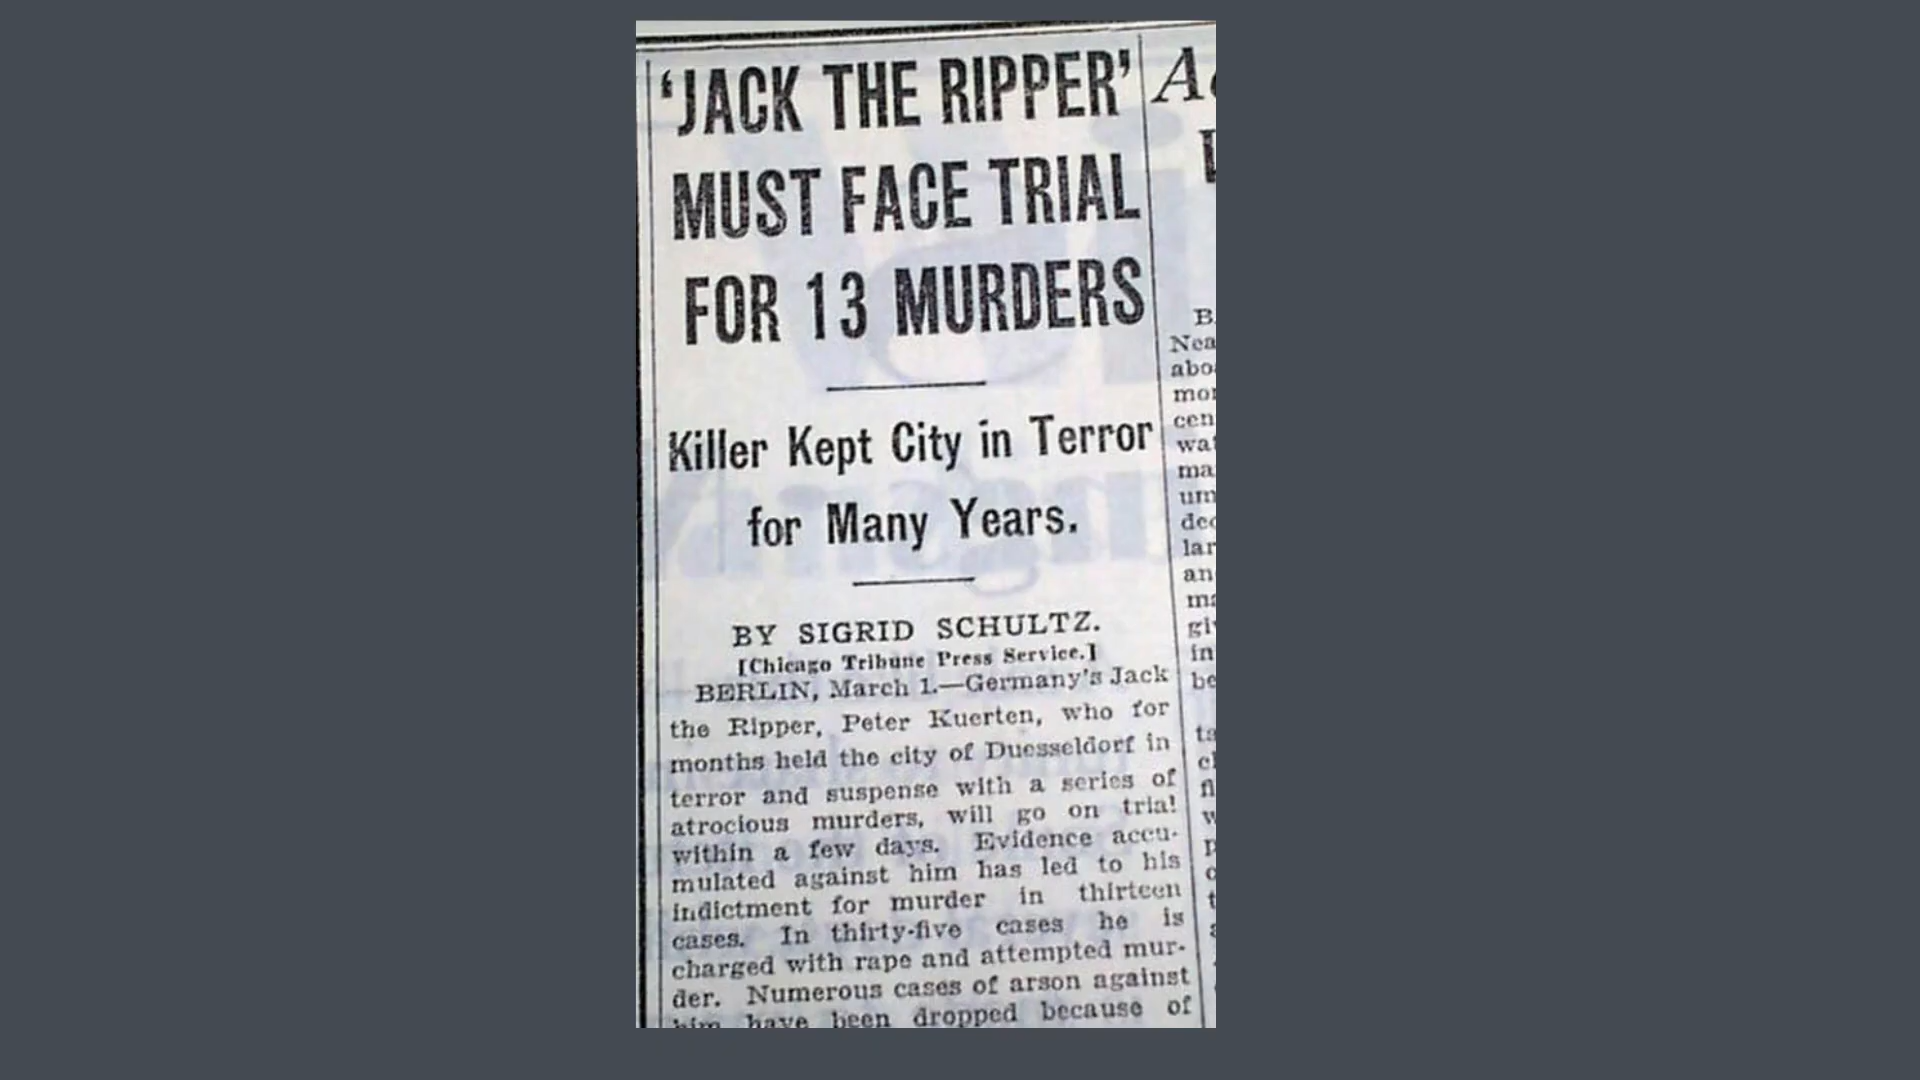 ‘JACK THE RIPPER’
MUST FACE TRIAL
FOR 13 MURDERS
Killer Kept City in Terror
for Many Years.
BY SIGRID SCHULTZ.
[Chicago Tribune Press Service.]
BERLIN, March 1.—Germany's Jack
the Ripper, Peter Kuerten, who for
months held the city of Duesseldorf in
terror and suspense with a series of
atrocious murders, will go on trial
within a few days. Evidence accu-
mulated against him has led to his
indictment for murder in thirteen
cases. In thirty-five cases he is
charged with rape and attempted mur-
der. Numerous cases of arson against
him have been dropped because of